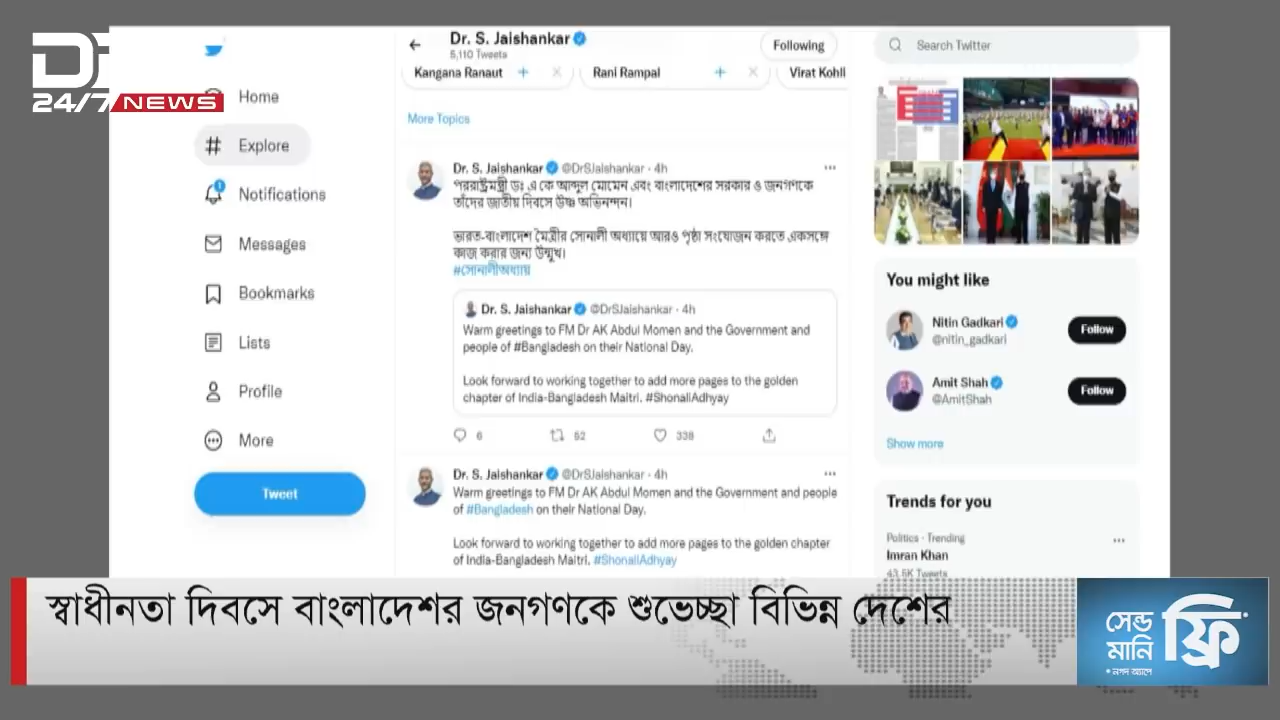 DT
24/7 NEWS
Home
Explore
Notifications
Messages
Bookmarks
Lists
Profile
More
Tweet
Dr. S. Jaishankar
5,110 Tweets
Following
Kangana Ranaut + ×
Rani Rampal + ×
Virat Kohli
More Topics
Dr. S. Jaishankar @DrSJaishankar · 4h
পররাষ্ট্রমন্ত্রী ডঃ এ কে আব্দুল মোমেন এবং বাংলাদেশের সরকার ও জনগণকে
তাঁদের জাতীয় দিবসে উষ্ণ অভিনন্দন।
ভারত-বাংলাদেশ মৈত্রীর সোনালী অধ্যায়ে আরও পৃষ্ঠা সংযোজন করতে একসঙ্গে
কাজ করার জন্য উন্মুখ।
#সোনালীঅধ্যায়
Dr. S. Jaishankar @DrSJaishankar · 4h
Warm greetings to FM Dr AK Abdul Momen and the Government and
people of #Bangladesh on their National Day.
Look forward to working together to add more pages to the golden
chapter of India-Bangladesh Maitri. #ShonaliAdhyay
6 52 338
Dr. S. Jaishankar @DrSJaishankar · 4h
Warm greetings to FM Dr AK Abdul Momen and the Government and people
of #Bangladesh on their National Day.
Look forward to working together to add more pages to the golden chapter
of India-Bangladesh Maitri. #ShonaliAdhyay
Search Twitter
You might like
Nitin Gadkari
@nitin_gadkari
Follow
Amit Shah
@AmitShah
Follow
Show more
Trends for you
Politics · Trending
Imran Khan
43.5K Tweets
স্বাধীনতা দিবসে বাংলাদেশর জনগণকে শুভেচ্ছা বিভিন্ন দেশের
সেন্ড
মানি
ফ্রি*
* নগদ অ্যাপে